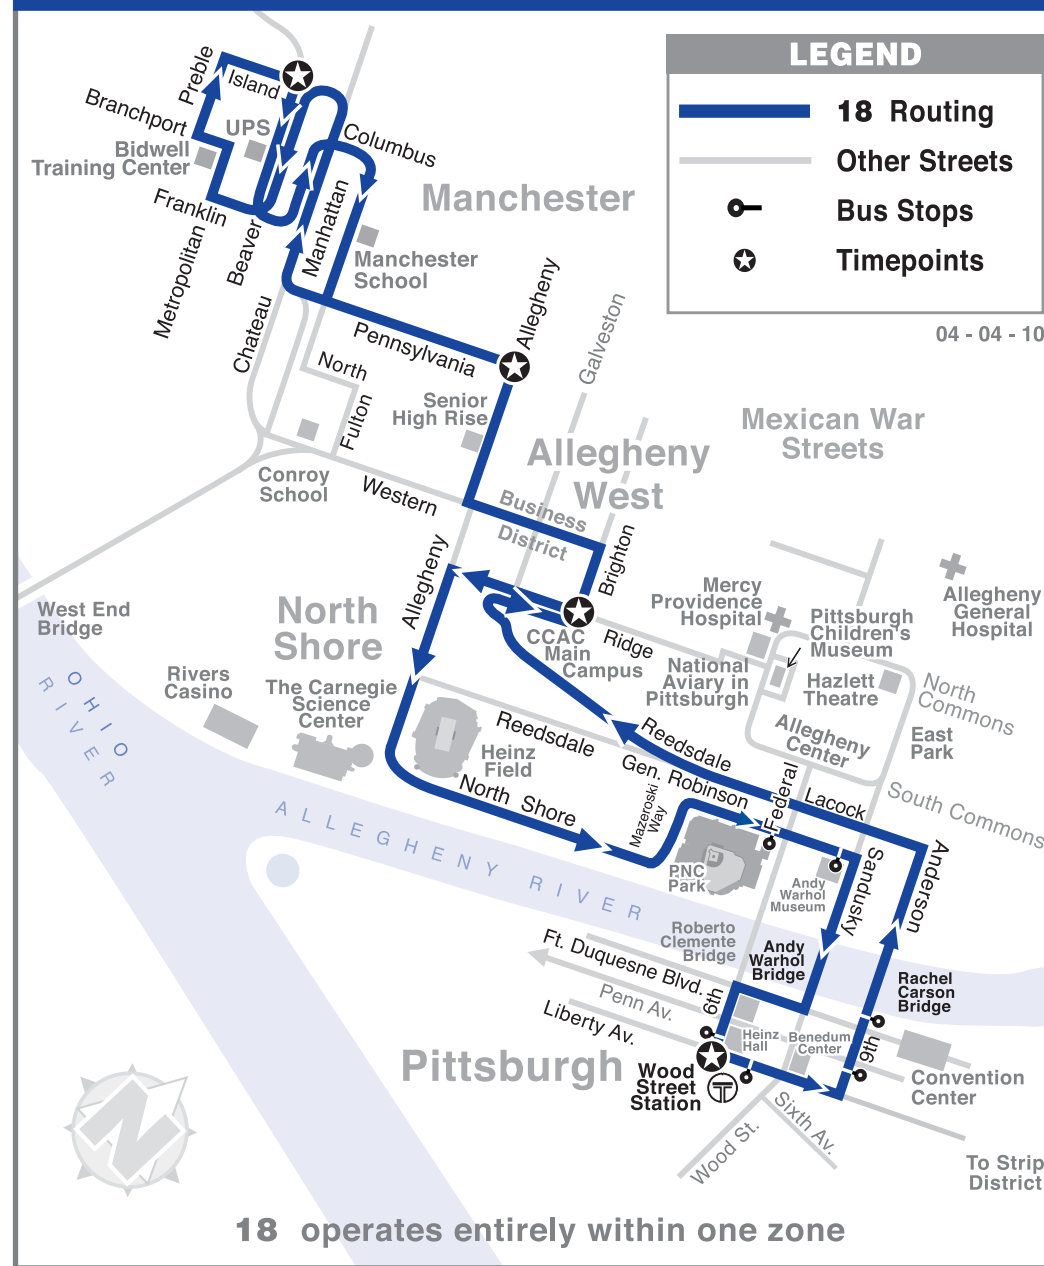 LEGEND
18 Routing
Other Streets
Bus Stops
Timepoints
04 - 04 - 10
Preble
Island
Branchport
UPS
Columbus
Bidwell
Training Center
Manchester
Franklin
Manhattan
Metropolitan
Beaver
Manchester
School
Allegheny
Chateau
Pennsylvania
Galveston
North
Fulton
Senior
High Rise
Mexican War
Streets
Allegheny
West
Conroy
School
Western
Business
District
Brighton
Allegheny
West End
Bridge
North
Shore
CCAC
Main
Campus
Ridge
Mercy
Providence
Hospital
Pittsburgh
Children's
Museum
Allegheny
General
Hospital
National
Aviary in
Pittsburgh
Hazlett
Theatre
North
Commons
Rivers
Casino
The Carnegie
Science
Center
OHIO
RIVER
Allegheny
Center
East
Park
Reedsdale
Heinz
Field
Reedsdale
Gen. Robinson
Federal
Lacock
South Commons
North Shore
Mazeroski
Way
ALLEGHENY RIVER
PNC
Park
Andy
Warhol
Museum
Sandusky
Anderson
Roberto
Clemente
Bridge
Andy
Warhol
Bridge
Rachel
Carson
Bridge
Ft. Duquesne Blvd.
Penn Av.
Liberty Av.
6th
Heinz
Hall
Benedum
Center
9th
Pittsburgh
Wood
Street
Station
T
Convention
Center
Wood St.
Sixth Av.
To Strip
District
N
18 operates entirely within one zone